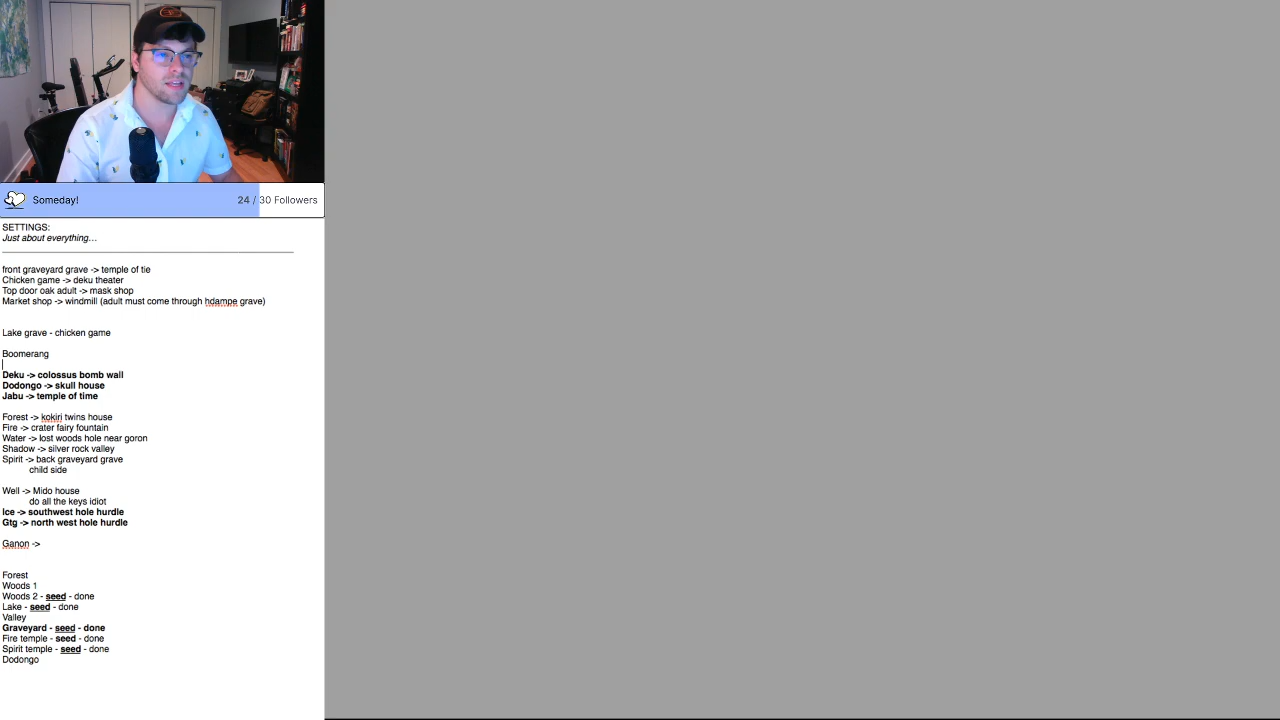 Someday!
24 / 30 Followers
SETTINGS:
Just about everything…
front graveyard grave -> temple of tie
Chicken game -> deku theater
Top door oak adult -> mask shop
Market shop -> windmill (adult must come through hdampe grave)
Lake grave - chicken game
Boomerang
Deku -> colossus bomb wall
Dodongo -> skull house
Jabu -> temple of time
Forest -> kokiri twins house
Fire -> crater fairy fountain
Water -> lost woods hole near goron
Shadow -> silver rock valley
Spirit -> back graveyard grave
child side
Well -> Mido house
do all the keys idiot
Ice -> southwest hole hurdle
Gtg -> north west hole hurdle
Ganon ->
Forest
Woods 1
Woods 2 - seed - done
Lake - seed - done
Valley
Graveyard - seed - done
Fire temple - seed - done
Spirit temple - seed - done
Dodongo